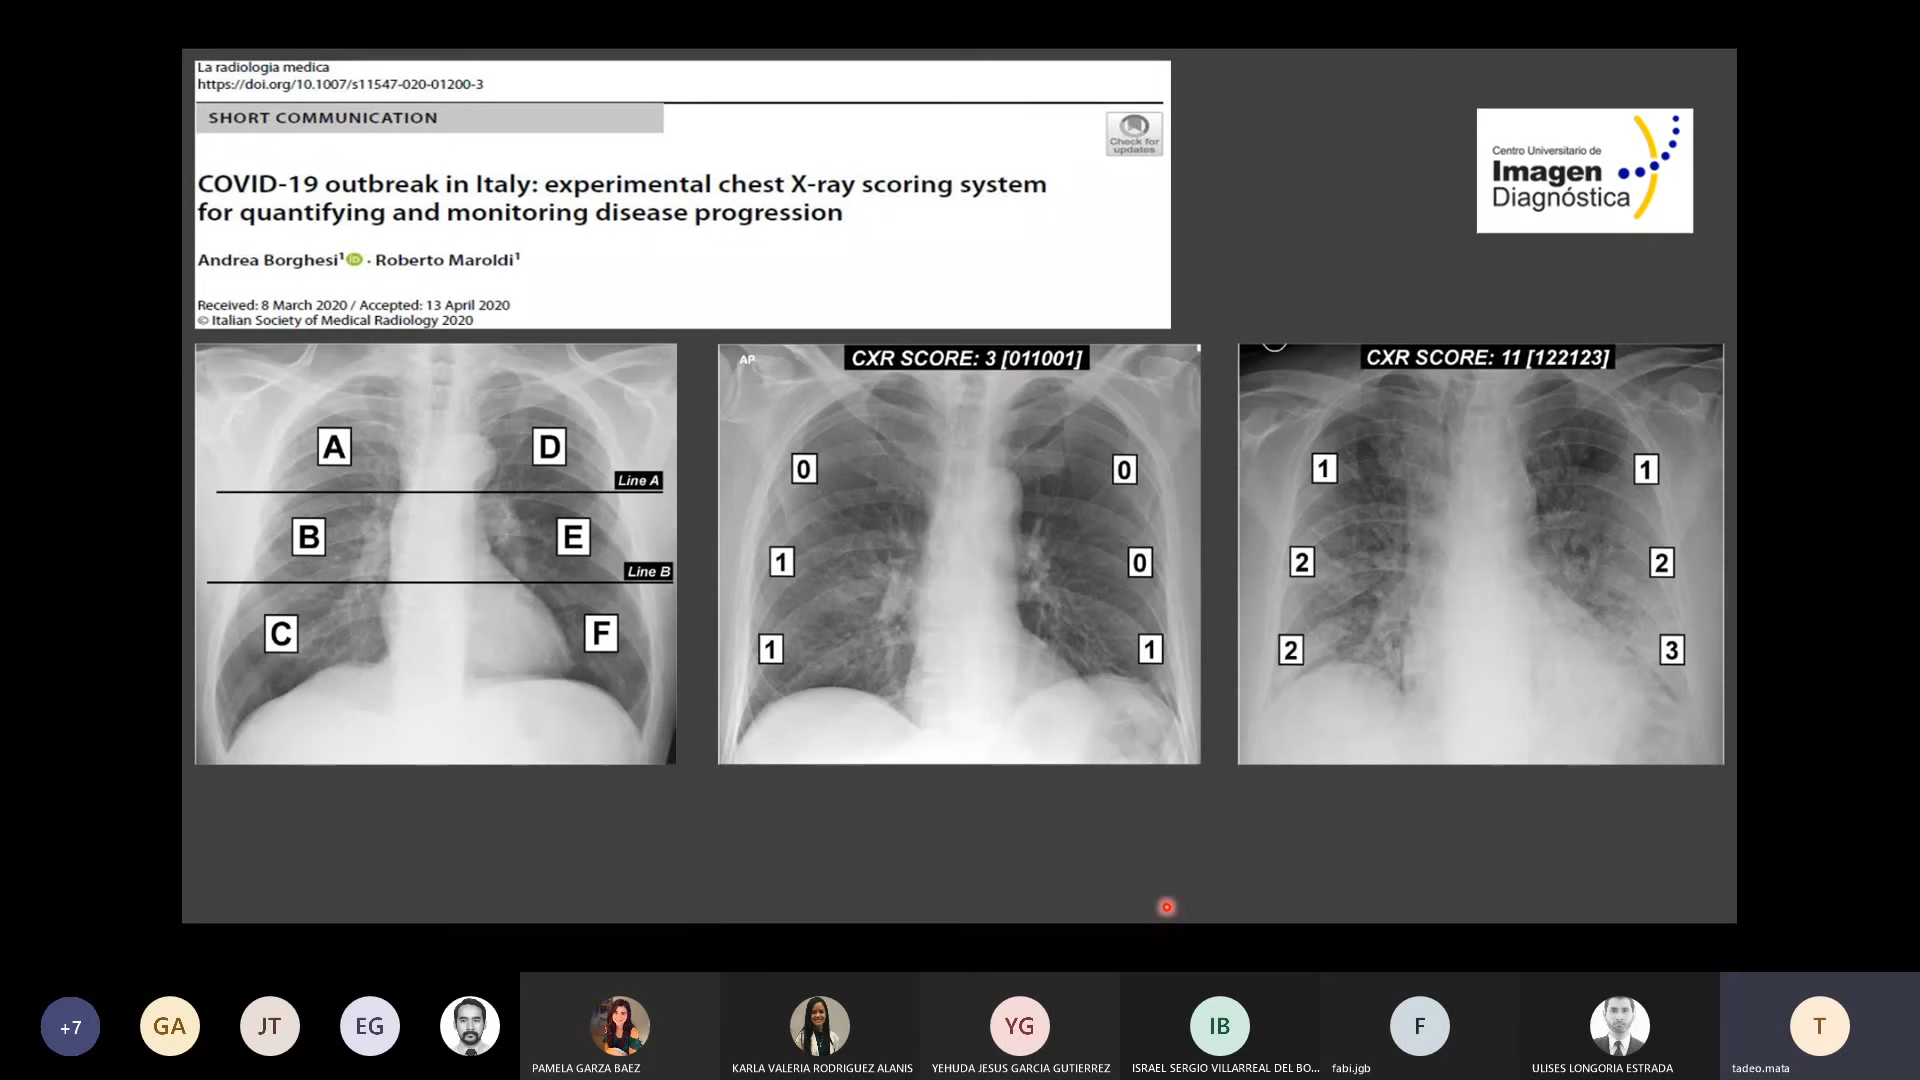 La radiologia medica
https://doi.org/10.1007/s11547-020-01200-3
SHORT COMMUNICATION
Check for
updates
COVID-19 outbreak in Italy: experimental chest X-ray scoring system
for quantifying and monitoring disease progression
Andrea Borghesi¹ iD · Roberto Maroldi¹
Received: 8 March 2020 / Accepted: 13 April 2020
© Italian Society of Medical Radiology 2020
Centro Universitario de
Imagen
Diagnóstica
A
D
Line A
B
E
Line B
C
F
AP
CXR SCORE: 3 [011001]
0
0
1
0
1
1
CXR SCORE: 11 [122123]
1
1
2
2
2
3
+7
GA
JT
EG
PAMELA GARZA BAEZ
KARLA VALERIA RODRIGUEZ ALANIS
YG
YEHUDA JESUS GARCIA GUTIERREZ
IB
ISRAEL SERGIO VILLARREAL DEL BO...
F
fabi.jgb
ULISES LONGORIA ESTRADA
T
tadeo.mata